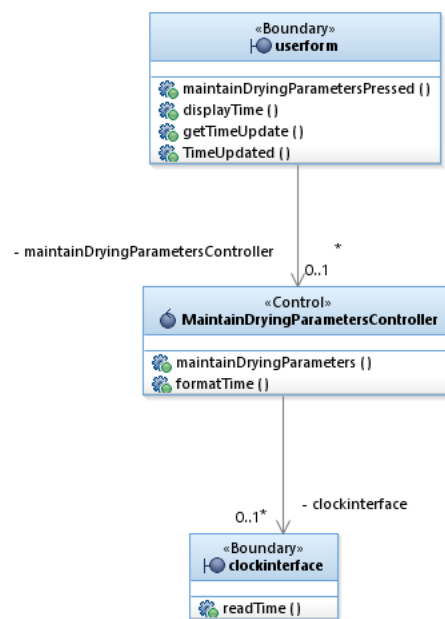 «Boundary»
userform
maintainDryingParametersPressed ()
displayTime ()
getTimeUpdate ()
TimeUpdated ()
- maintainDryingParametersController
*
0..1
«Control»
MaintainDryingParametersController
maintainDryingParameters ()
formatTime ()
- clockinterface
0..1*
«Boundary»
clockinterface
readTime ()